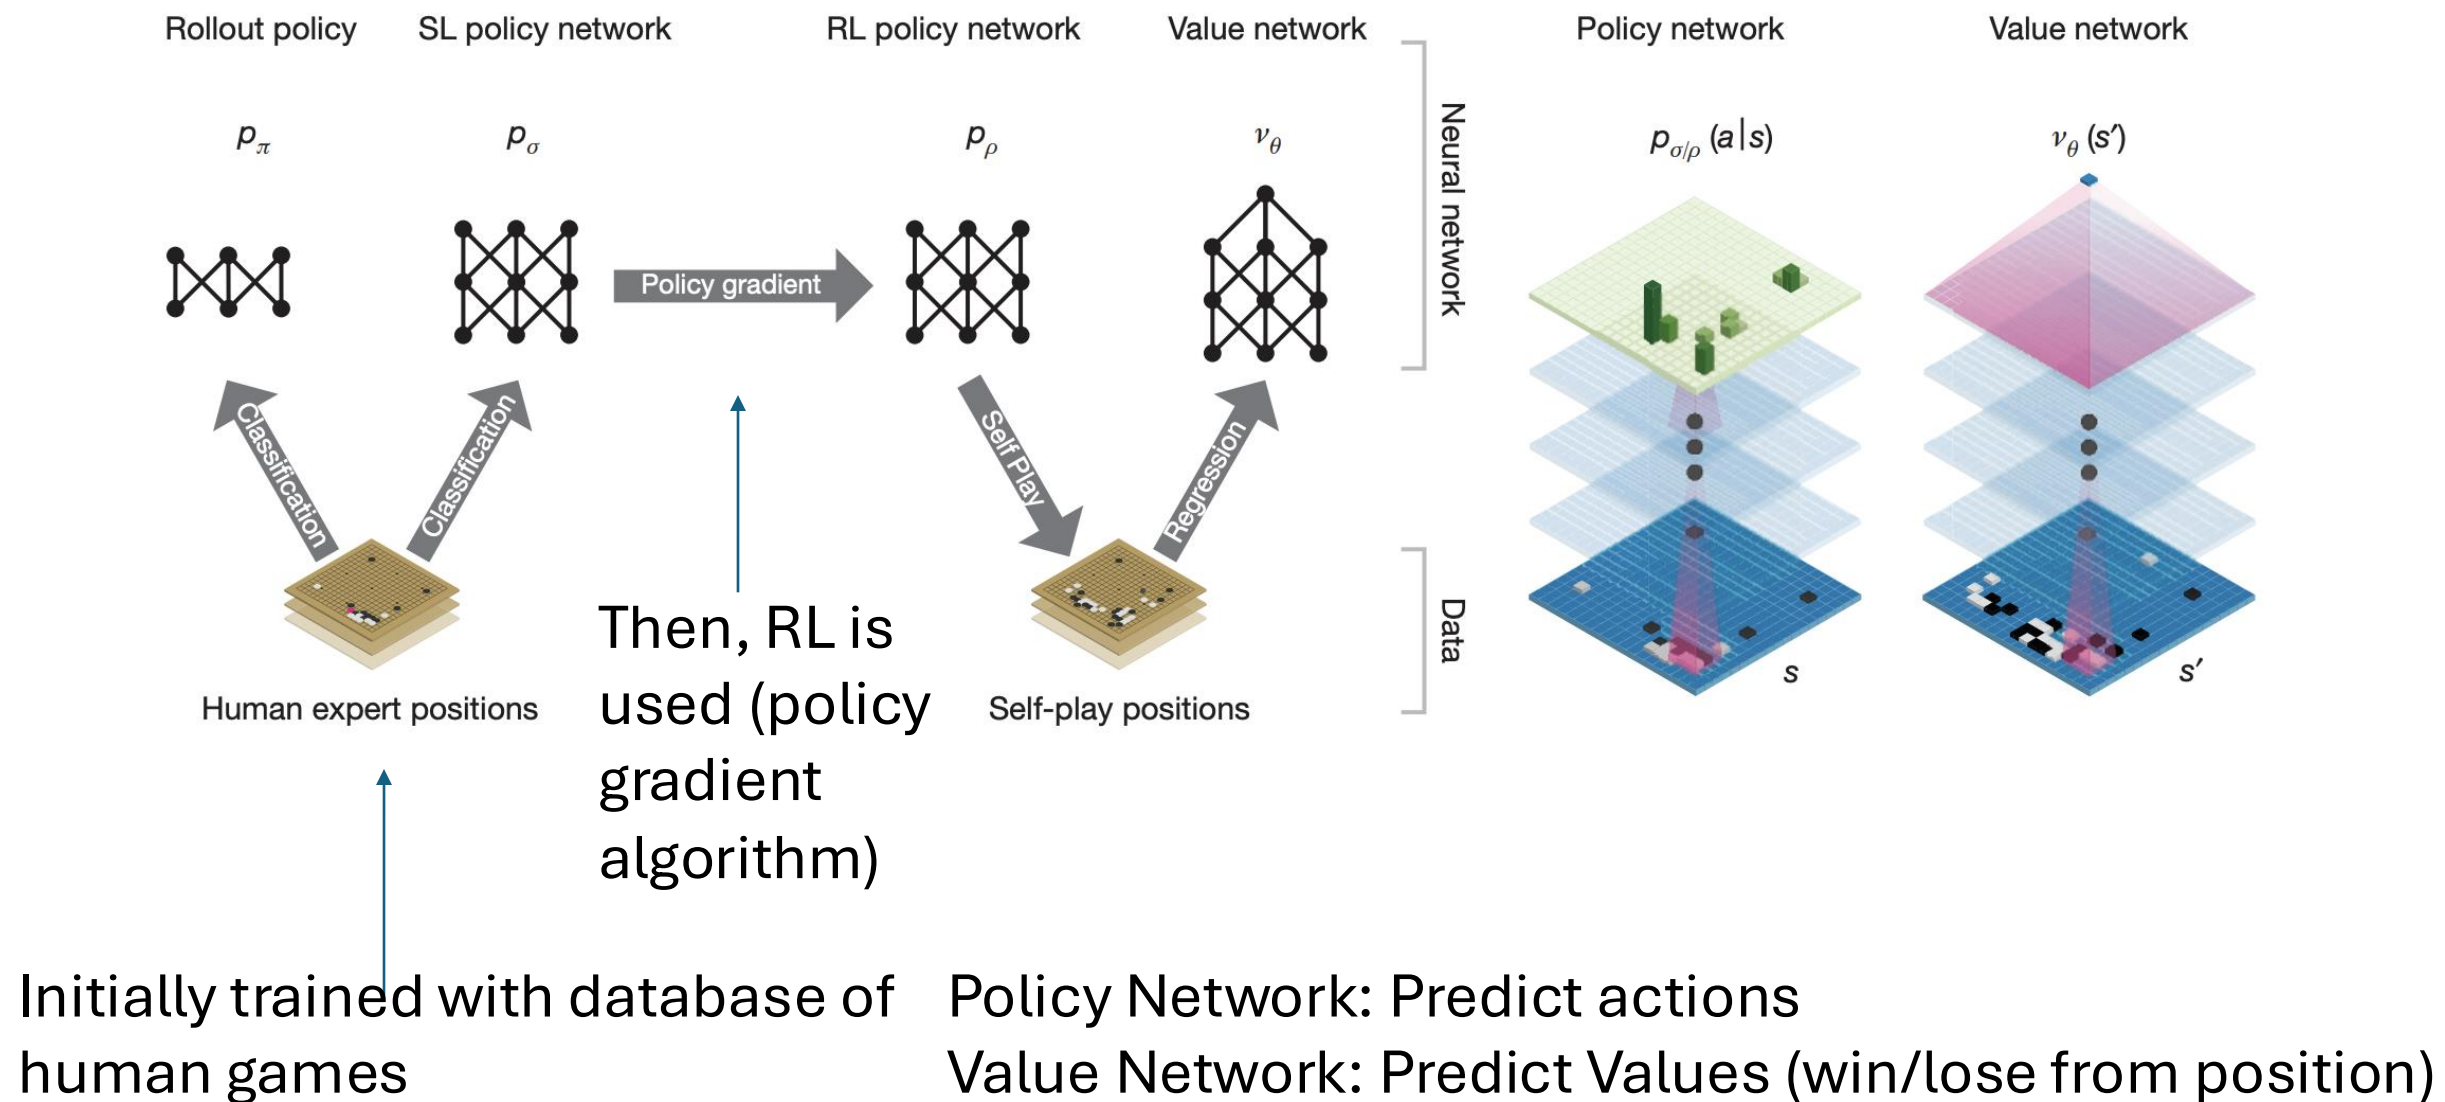 Rollout policy
SL policy network
RL policy network
Value network
Policy network
Value network
pπ
pσ
pρ
νθ
pσ/ρ (a|s)
νθ (s′)
Neural network
Policy gradient
Classification
Classification
Self Play
Regression
Data
s
s′
Human expert positions
Self-play positions
Then, RL is
used (policy
gradient
algorithm)
Initially trained with database of
human games
Policy Network: Predict actions
Value Network: Predict Values (win/lose from position)